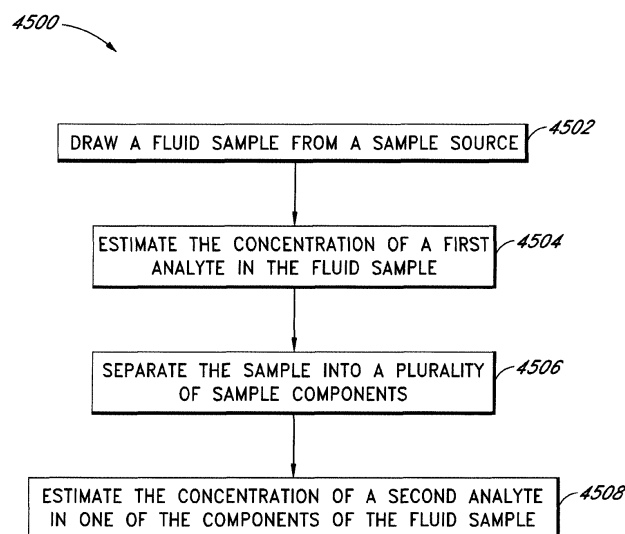 4500
DRAW A FLUID SAMPLE FROM A SAMPLE SOURCE
4502
ESTIMATE THE CONCENTRATION OF A FIRST
ANALYTE IN THE FLUID SAMPLE
4504
SEPARATE THE SAMPLE INTO A PLURALITY
OF SAMPLE COMPONENTS
4506
ESTIMATE THE CONCENTRATION OF A SECOND ANALYTE
IN ONE OF THE COMPONENTS OF THE FLUID SAMPLE
4508